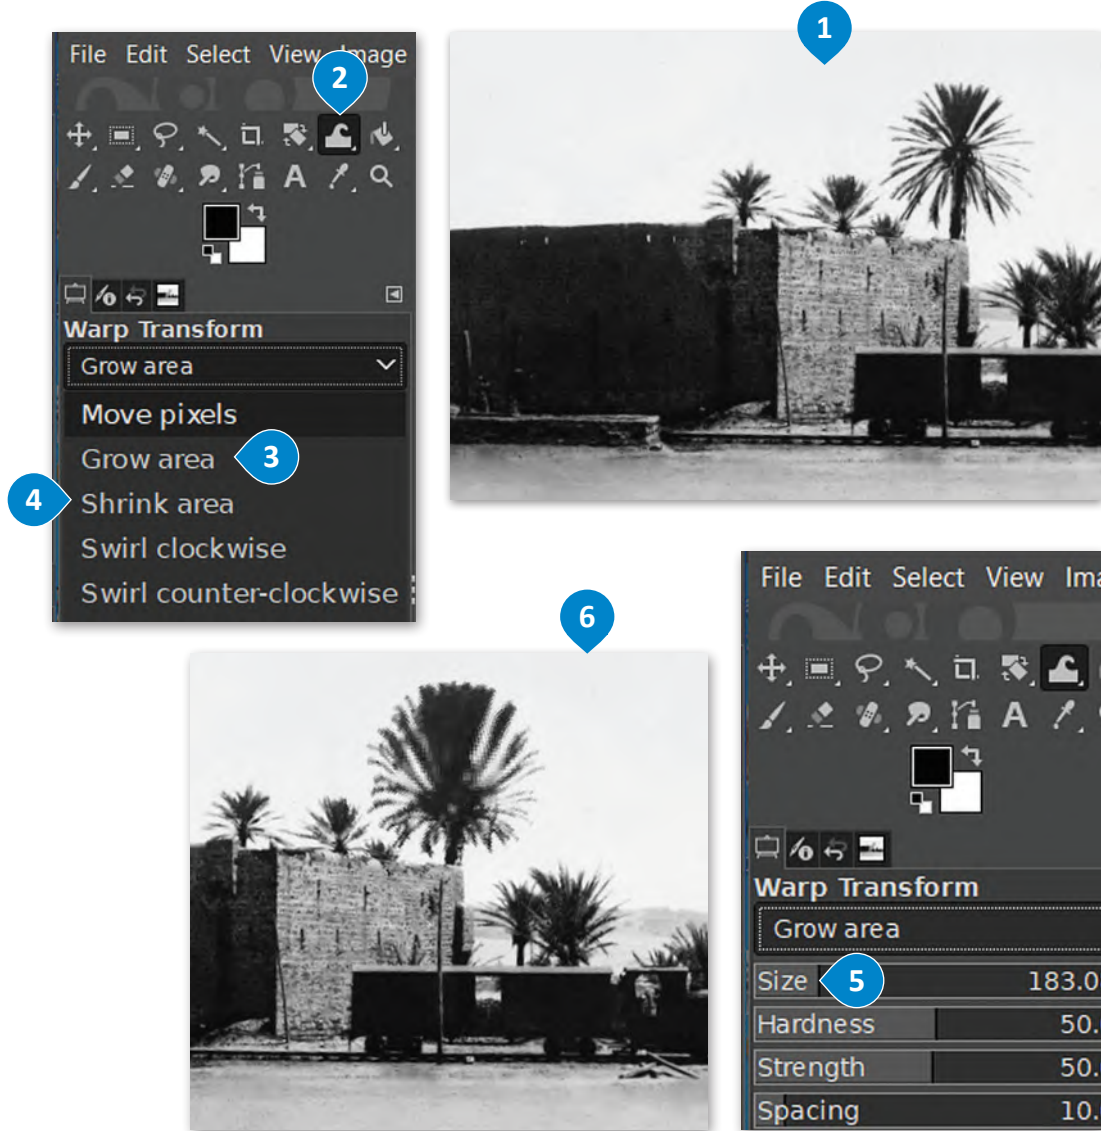 1
File Edit Select View Image
2
A
Warp Transform
Grow area
Move pixels
Grow area
3
4
Shrink area
Swirl clockwise
Swirl counter-clockwise
6
File Edit Select View Ima
A
Warp Transform
Grow area
Size 5 183.0
Hardness 50.
Strength 50.
Spacing 10.